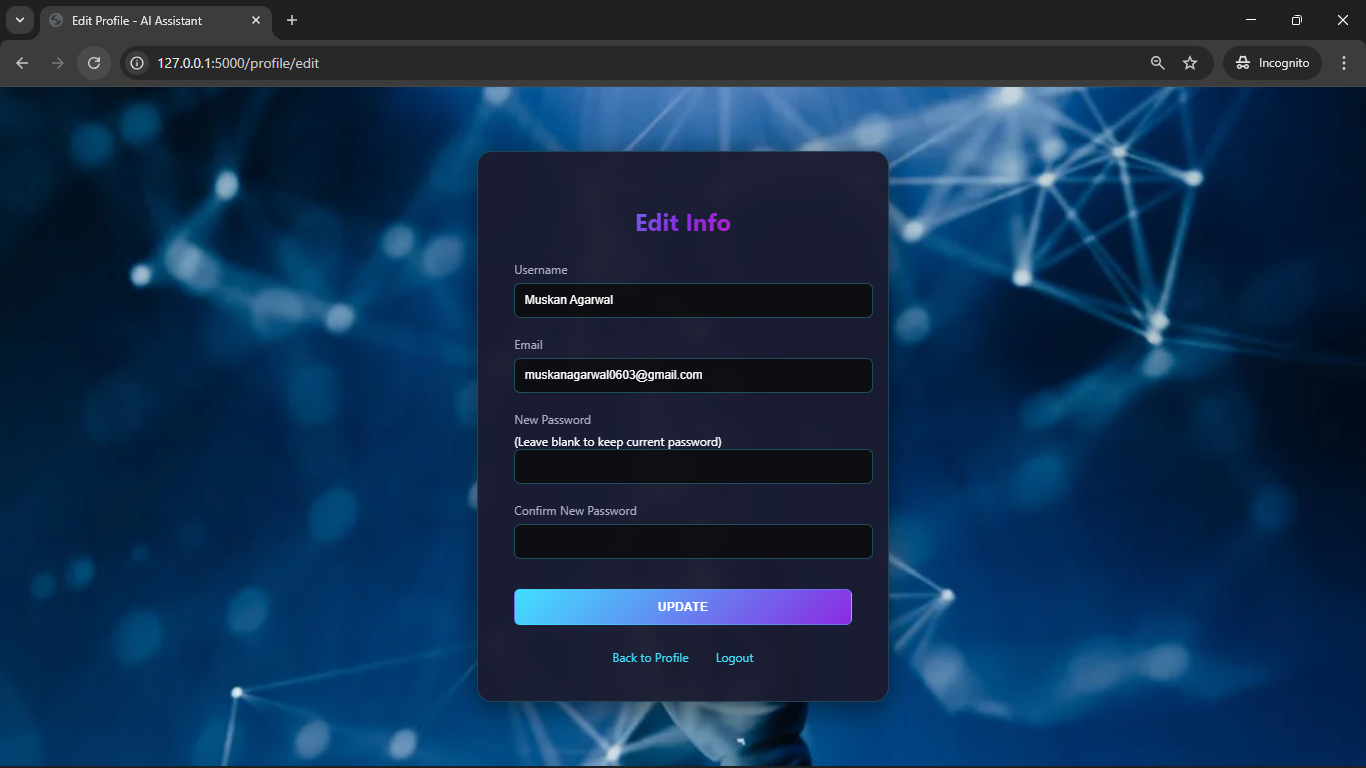 Edit Profile - AI Assistant
127.0.0.1:5000/profile/edit
Incognito
Edit Info
Username
Muskan Agarwal
Email
muskanagarwal0603@gmail.com
New Password
(Leave blank to keep current password)
Confirm New Password
UPDATE
Back to Profile Logout